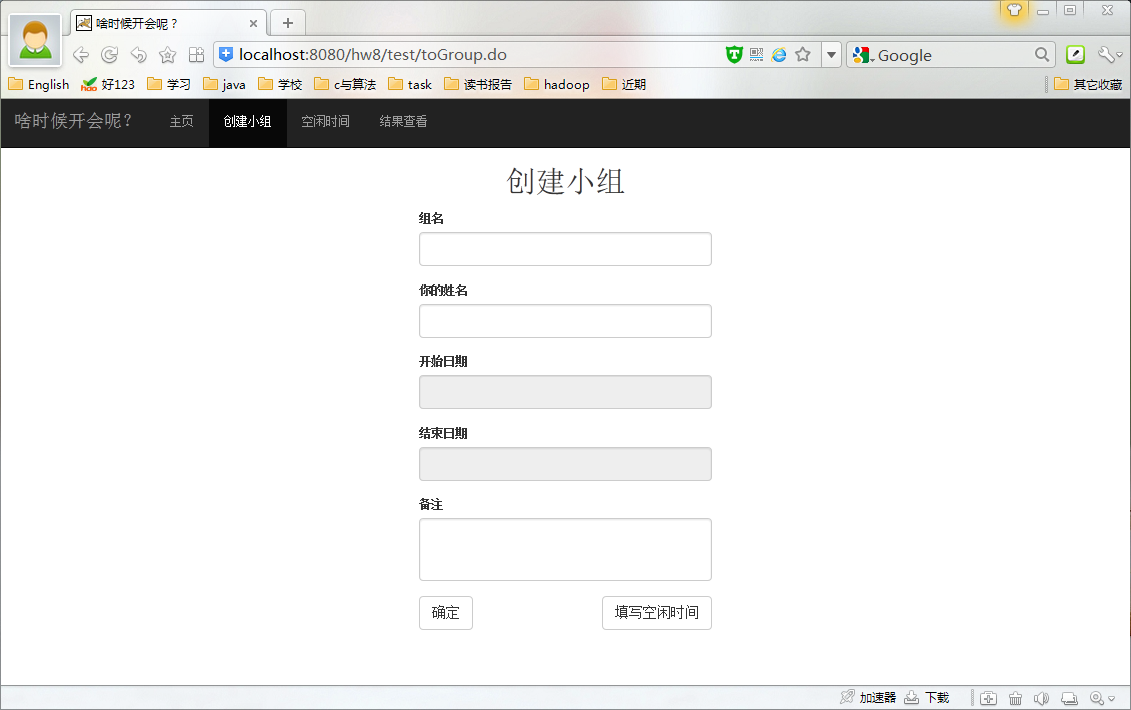 啥时候开会呢？
localhost:8080/hw8/test/toGroup.do
Google
English 好123 学习 java 学校 c与算法 task 读书报告 hadoop 近期 其它收藏
啥时候开会呢? 主页 创建小组 空闲时间 结果查看
创建小组
组名
你的姓名
开始日期
结束日期
备注
确定 填写空闲时间
加速器 下载